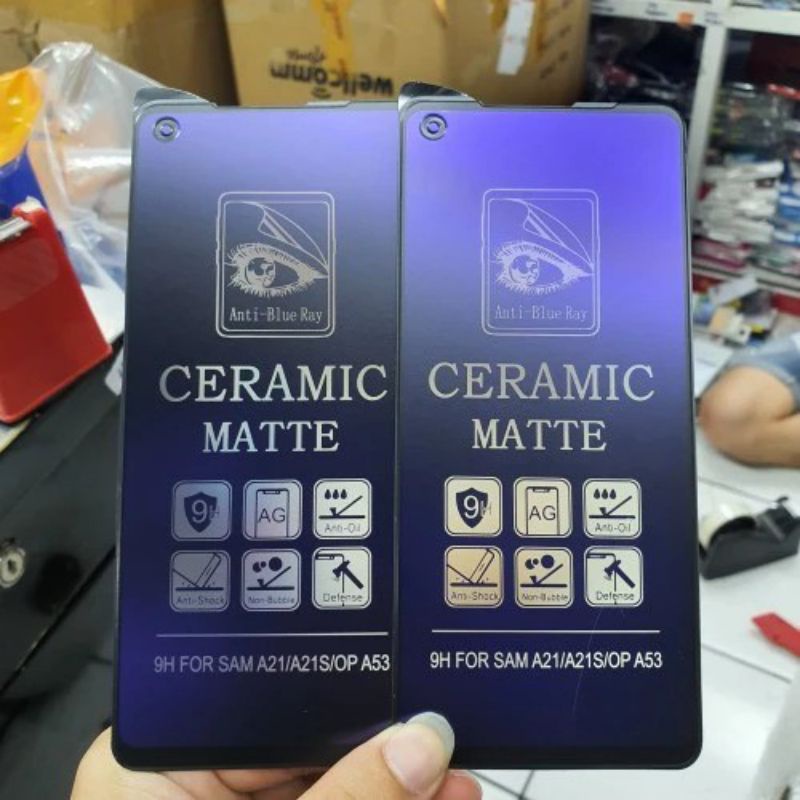 wellcomm
Anti-Blue Ray
CERAMIC
MATTE
9H
AG
Anti-Oil
Anti-Shock
Non-Bubble
Defense
9H FOR SAM A21/A21S/OP A53
Anti-Blue Ray
CERAMIC
MATTE
9H
AG
Anti-Oil
Anti-Shock
Non-Bubble
Defense
9H FOR SAM A21/A21S/OP A53